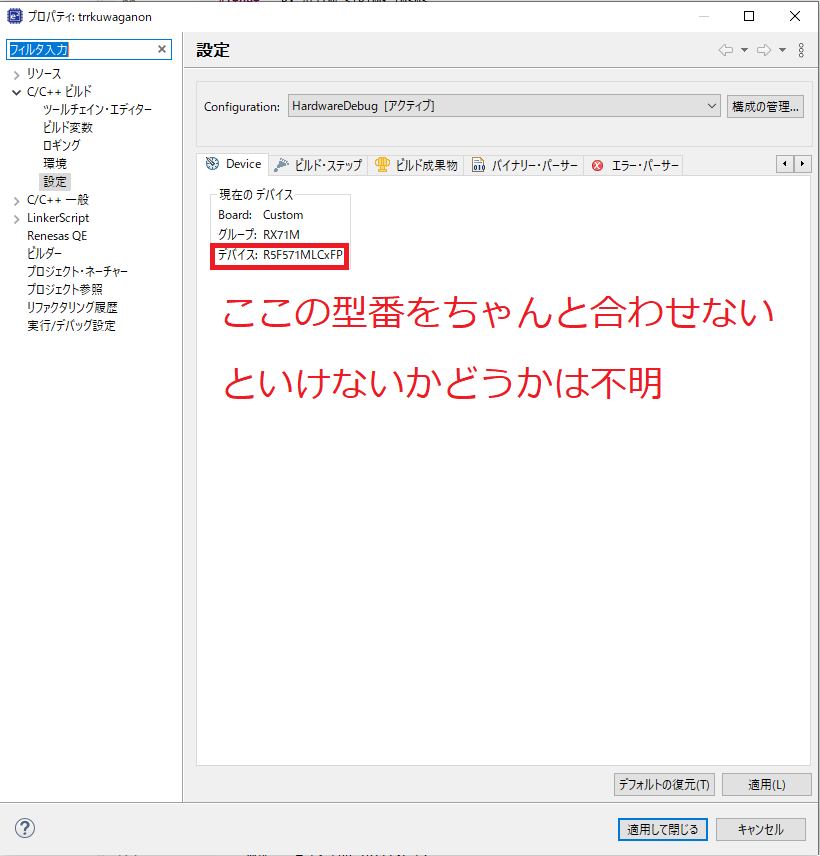 プロパティ: trrkuwaganon
フィルタ入力
設定
リソース
C/C++ ビルド
ツールチェイン・エディター
ビルド変数
ロギング
環境
設定
C/C++ 一般
LinkerScript
Renesas QE
ビルダー
プロジェクト・ネーチャー
プロジェクト参照
リファクタリング履歴
実行/デバッグ設定
Configuration: HardwareDebug [アクティブ] 構成の管理...
Device ビルド・ステップ ビルド成果物 バイナリー・パーサー エラー・パーサー
現在の デバイス
Board: Custom
グループ: RX71M
デバイス: R5F571MLCxFP
ここの型番をちゃんと合わせない
といけないかどうかは不明
デフォルトの復元(T) 適用(L)
適用して閉じる キャンセル